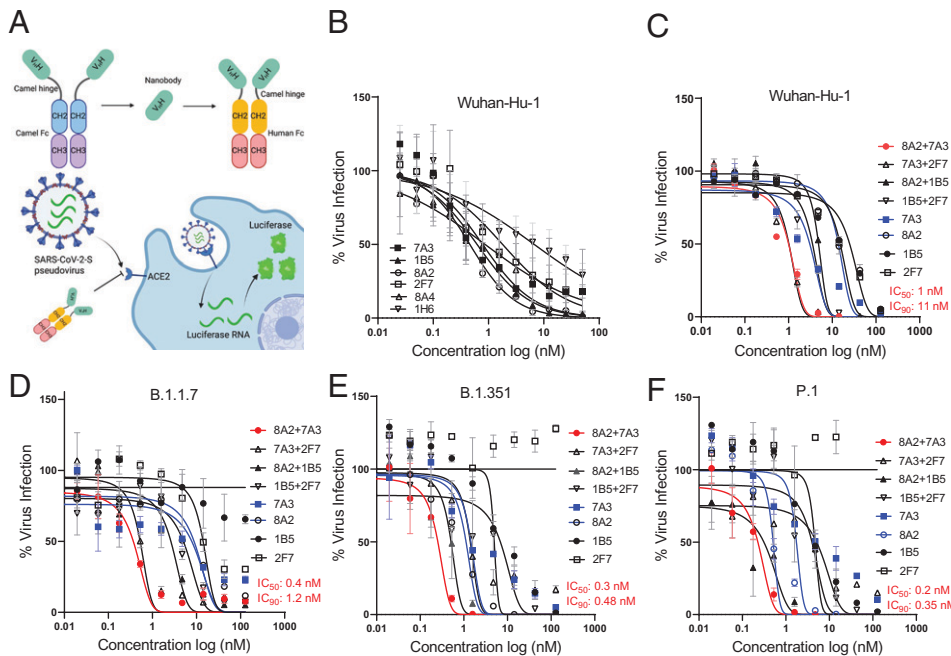 A
VHH
VHH
Camel hinge
Nanobody
VHH
VHH
VHH
Camel hinge
CH2
CH2
CH2
CH2
Camel Fc
CH3
CH3
CH3
CH3
Human Fc
SARS-CoV-2-S
pseudovirus
ACE2
Luciferase
Luciferase RNA
B
Wuhan-Hu-1
% Virus Infection
150
100
50
0
7A3
1B5
8A2
2F7
8A4
1H6
0.01
0.1
1
10
100
Concentration log (nM)
C
Wuhan-Hu-1
% Virus Infection
150
100
50
0
8A2+7A3
7A3+2F7
8A2+1B5
1B5+2F7
7A3
8A2
1B5
2F7
IC50: 1 nM
IC90: 11 nM
0.01
0.1
1
10
100
1000
Concentration log (nM)
D
B.1.1.7
% Virus Infection
150
100
50
0
8A2+7A3
7A3+2F7
8A2+1B5
1B5+2F7
7A3
8A2
1B5
2F7
IC50: 0.4 nM
IC90: 1.2 nM
0.01
0.1
1
10
100
1000
Concentration log (nM)
E
B.1.351
% Virus Infection
150
100
50
0
8A2+7A3
7A3+2F7
8A2+1B5
1B5+2F7
7A3
8A2
1B5
2F7
IC50: 0.3 nM
IC90: 0.48 nM
0.01
0.1
1
10
100
1000
Concentration log (nM)
F
P.1
% Virus Infection
150
100
50
0
8A2+7A3
7A3+2F7
8A2+1B5
1B5+2F7
7A3
8A2
1B5
2F7
IC50: 0.2 nM
IC90: 0.35 nM
0.01
0.1
1
10
100
1000
Concentration log (nM)